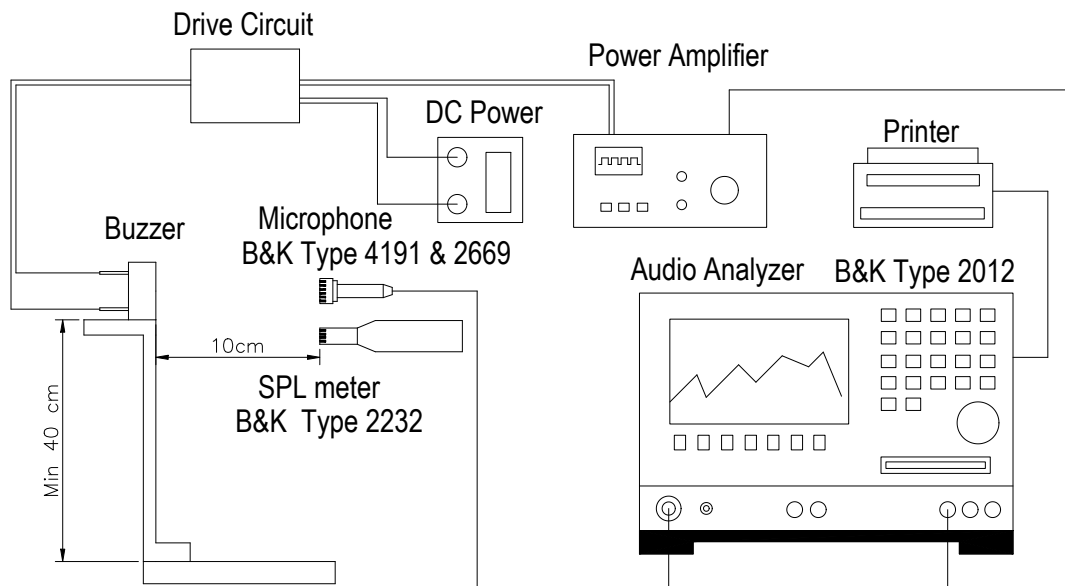 Drive Circuit
Power Amplifier
DC Power
Printer
Buzzer
Microphone
B&K Type 4191 & 2669
Audio Analyzer
B&K Type 2012
10cm
SPL meter
B&K Type 2232
Min 40 cm